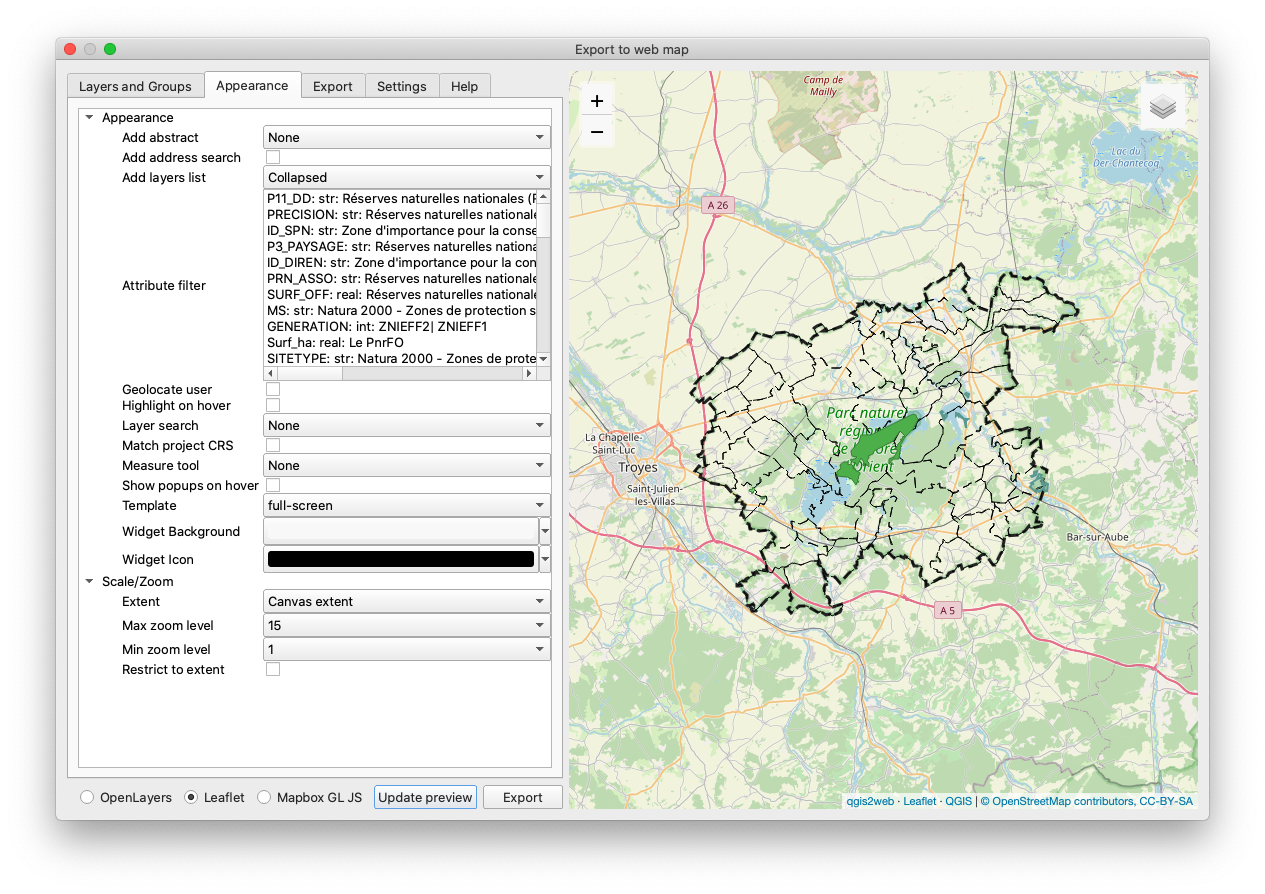 Export to web map
Layers and Groups
Appearance
Export
Settings
Help
Appearance
Add abstract
None
Add address search
Add layers list
Collapsed
Attribute filter
P11_DD: str: Réserves naturelles nationales (F
PRECISION: str: Réserves naturelles nationale
ID_SPN: str: Zone d'importance pour la conse
P3_PAYSAGE: str: Réserves naturelles nationa
ID_DIREN: str: Zone d'importance pour la con
PRN_ASSO: str: Réserves naturelles nationale
SURF_OFF: real: Réserves naturelles nationale
MS: str: Natura 2000 - Zones de protection s
GENERATION: int: ZNIEFF2| ZNIEFF1
Surf_ha: real: Le PnrFO
SITETYPE: str: Natura 2000 - Zones de prote
Geolocate user
Highlight on hover
Layer search
None
Match project CRS
Measure tool
None
Show popups on hover
Template
full-screen
Widget Background
Widget Icon
Scale/Zoom
Extent
Canvas extent
Max zoom level
15
Min zoom level
1
Restrict to extent
OpenLayers
Leaflet
Mapbox GL JS
Update preview
Export
+
−
Camp de
Mailly
Lac du
Der-Chantecoq
A 26
Parc nature
régio
de
Orient
La Chapelle-
Saint-Luc
Troyes
Saint-Julien-
les-Villas
Bar-sur-Aube
A 5
qgis2web · Leaflet · QGIS | © OpenStreetMap contributors, CC-BY-SA